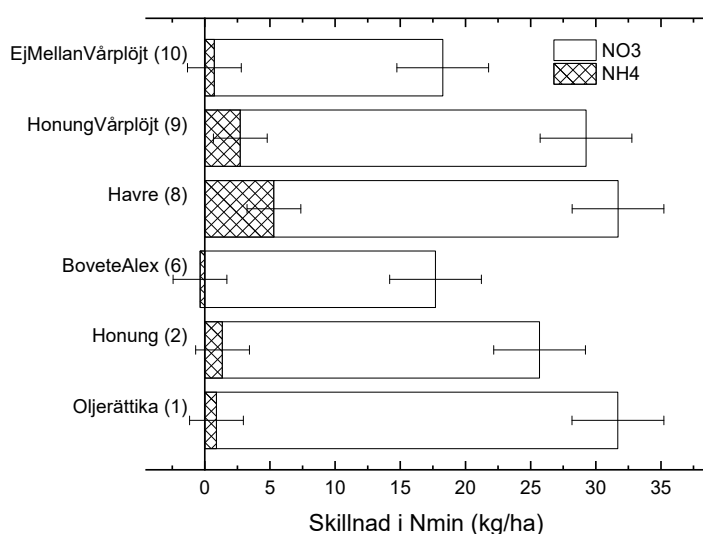 EjMellanVårplöjt (10)
HonungVårplöjt (9)
Havre (8)
BoveteAlex (6)
Honung (2)
Oljerättika (1)
NO3
NH4
0 5 10 15 20 25 30 35
Skillnad i Nmin (kg/ha)